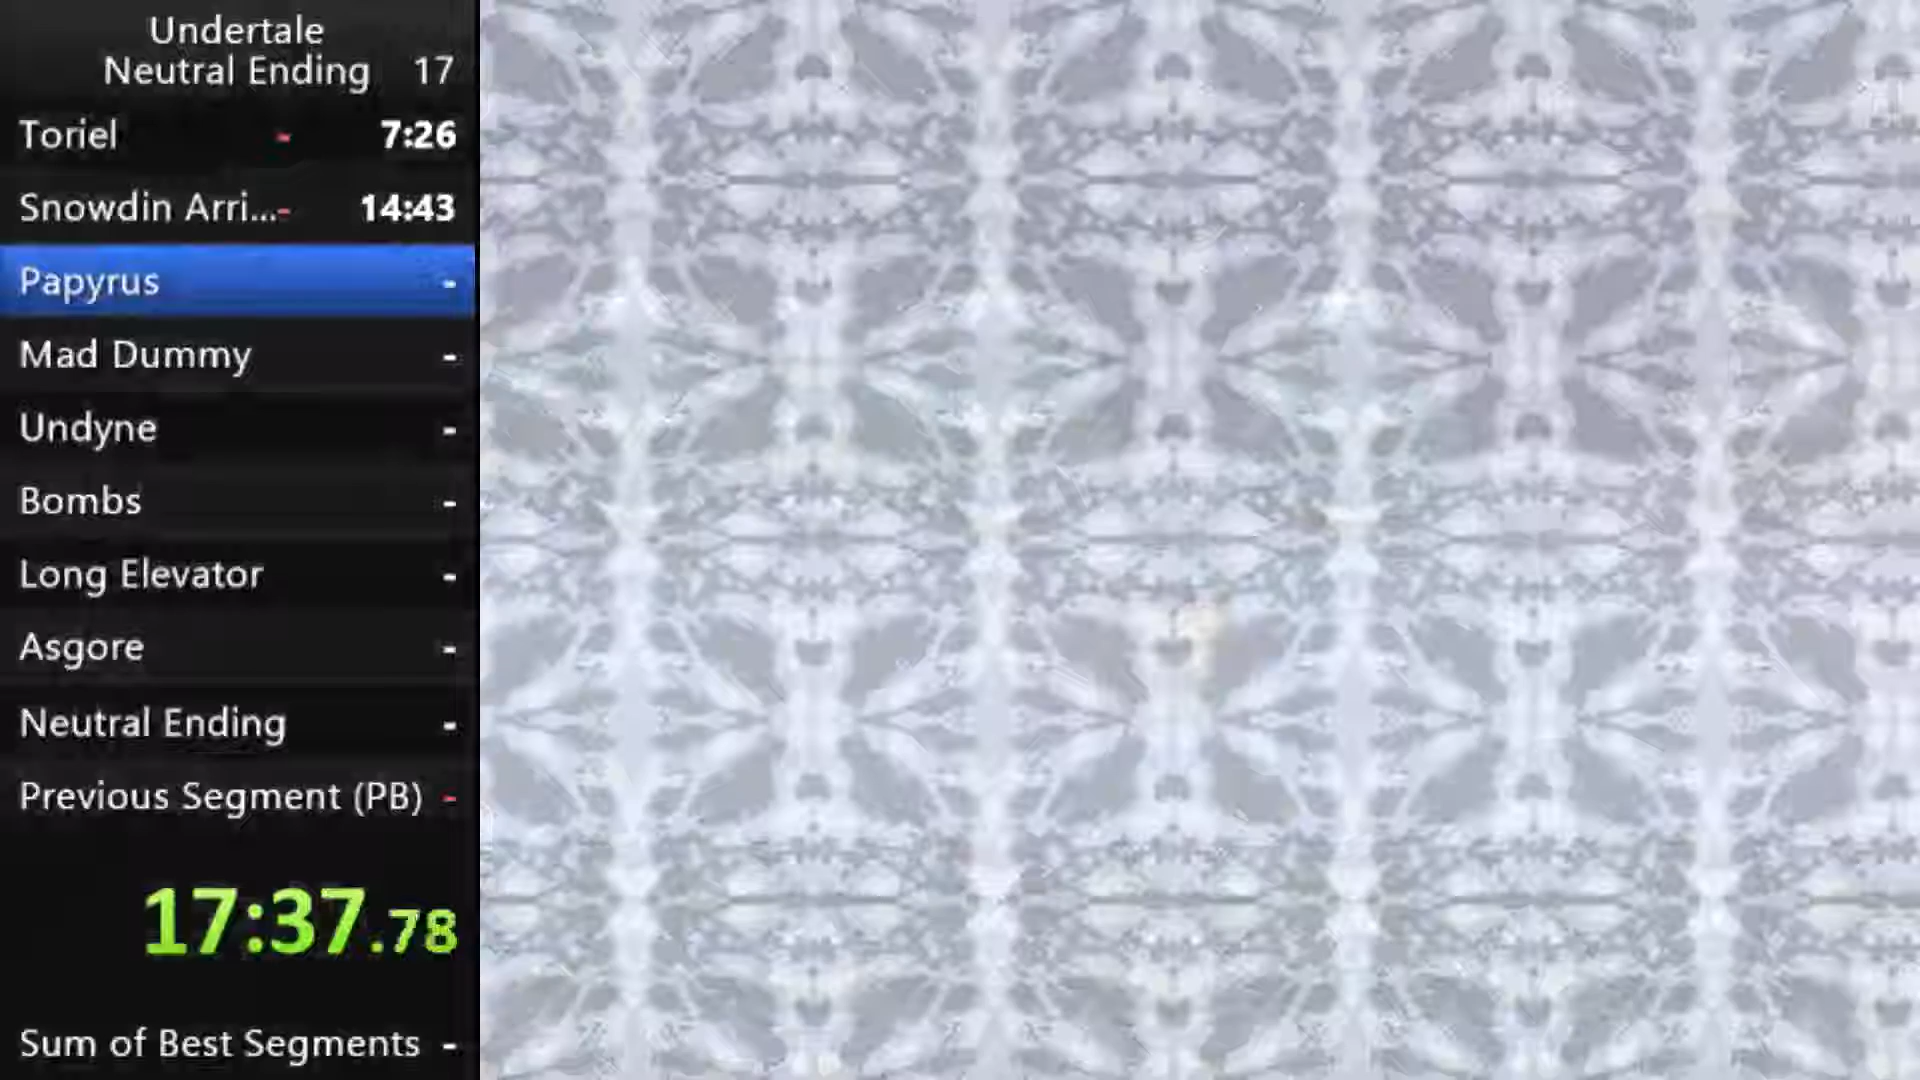 Undertale
Neutral Ending 17
Toriel - 7:26
Snowdin Arri...- 14:43
Papyrus -
Mad Dummy -
Undyne -
Bombs -
Long Elevator -
Asgore -
Neutral Ending -
Previous Segment (PB) -
17:37.78
Sum of Best Segments -